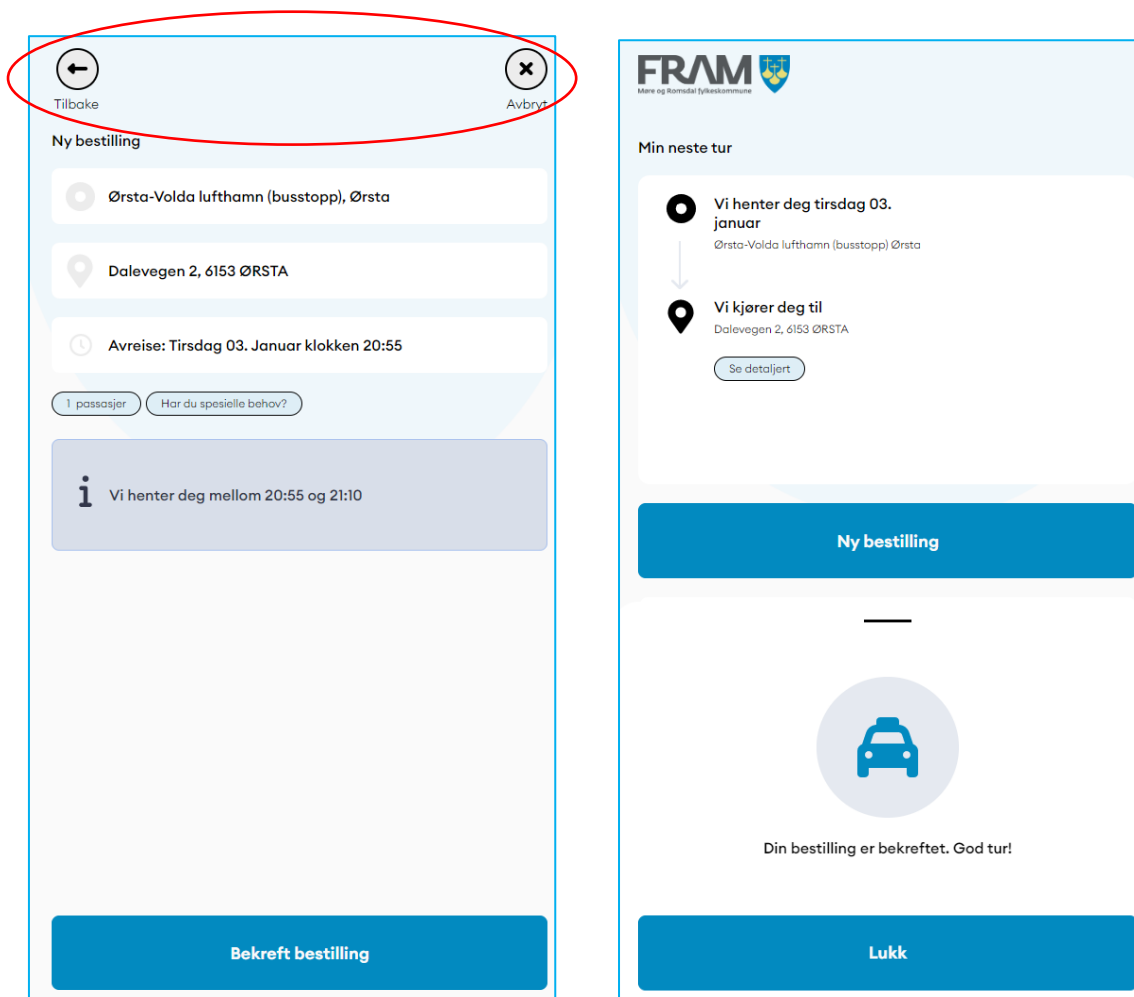 Tilbake
Avbryt
Ny bestilling
Ørsta-Volda lufthamn (busstopp), Ørsta
Dalevegen 2, 6153 ØRSTA
Avreise: Tirsdag 03. Januar klokken 20:55
1 passasjer
Har du spesielle behov?
i
Vi henter deg mellom 20:55 og 21:10
Bekreft bestilling
FRAM
Møre og Romsdal fylkeskommune
Min neste tur
Vi henter deg tirsdag 03.
januar
Ørsta-Volda lufthamn (busstopp) Ørsta
Vi kjører deg til
Dalevegen 2, 6153 ØRSTA
Se detaljert
Ny bestilling
Din bestilling er bekreftet. God tur!
Lukk